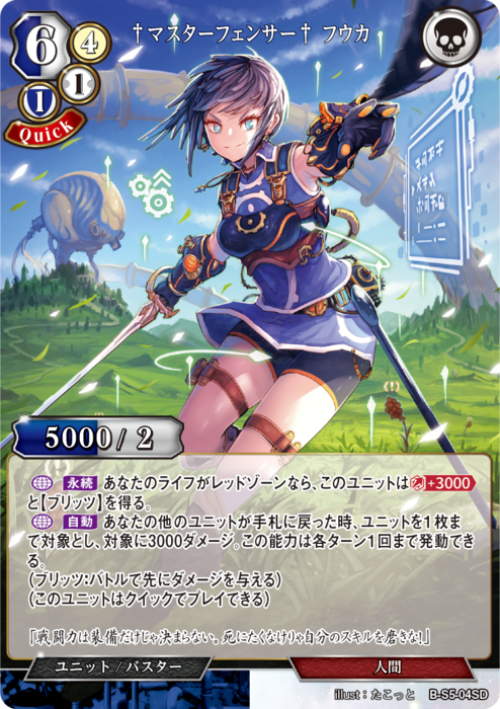 †マスターフェンサー† フウカ
6
4
1
1
Quick
5000 / 2
永続 あなたのライフがレッドゾーンなら、このユニットは+3000
と【ブリッツ】を得る。
自動 あなたの他のユニットが手札に戻った時、ユニットを1枚ま
で対象とし、対象に3000ダメージ。この能力は各ターン1回まで発動でき
る。
(ブリッツ:バトルで先にダメージを与える)
(このユニットはクイックでプレイできる)
「戦闘力は装備だけじゃ決まらない。死にたくなけりゃ自分のスキルを磨きな!」
ユニット / バスター
人間
illust : たこっと B-S5-04SD